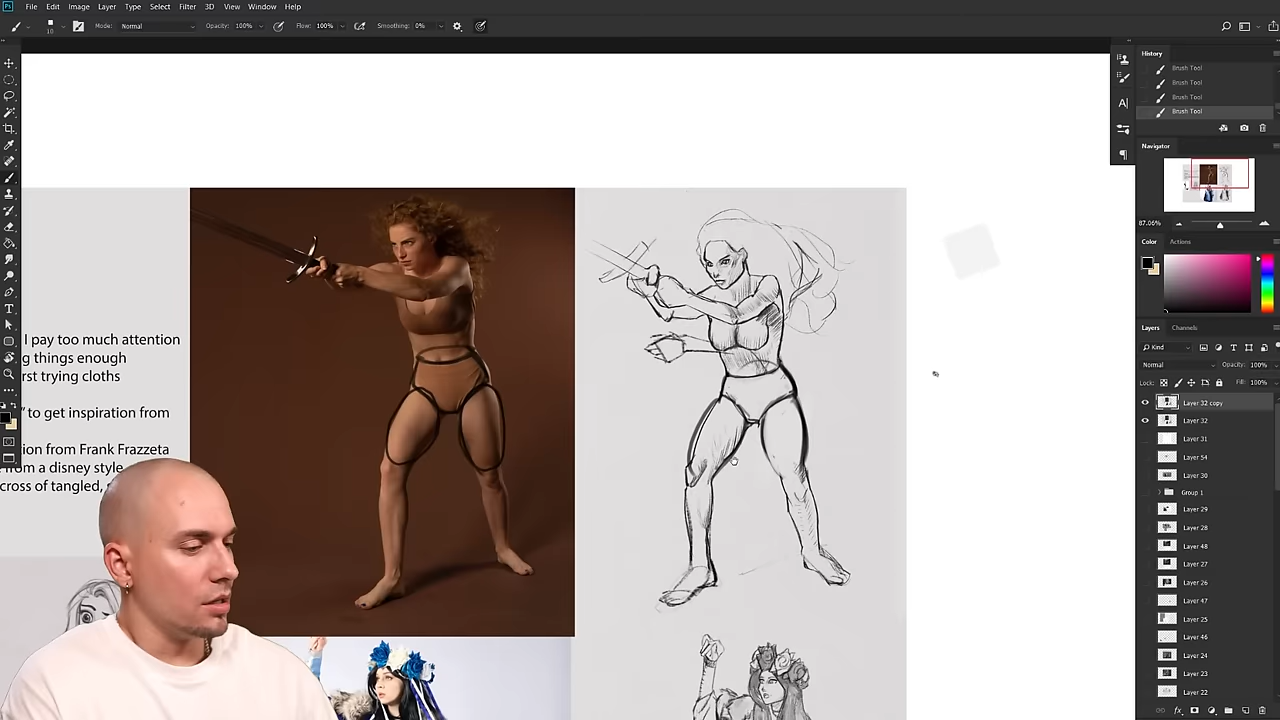 Ps File Edit Image Layer Type Select Filter 3D View Window Help
10 Mode: Normal Opacity: 100% Flow: 100% Smoothing: 0%
History
Brush Tool
Brush Tool
Brush Tool
Brush Tool
Navigator
87.06%
Color Actions
Layers Channels
Kind
Normal Opacity: 100%
Lock: Fill: 100%
Layer 32 copy
Layer 32
Layer 31
Layer 54
Layer 30
Group 1
Layer 29
Layer 28
Layer 48
Layer 27
Layer 26
Layer 47
Layer 25
Layer 46
Layer 24
Layer 23
Layer 22
I pay too much attention
g things enough
rst trying cloths
" to get inspiration from
ion from Frank Frazzeta
from a disney style
cross of tangled,